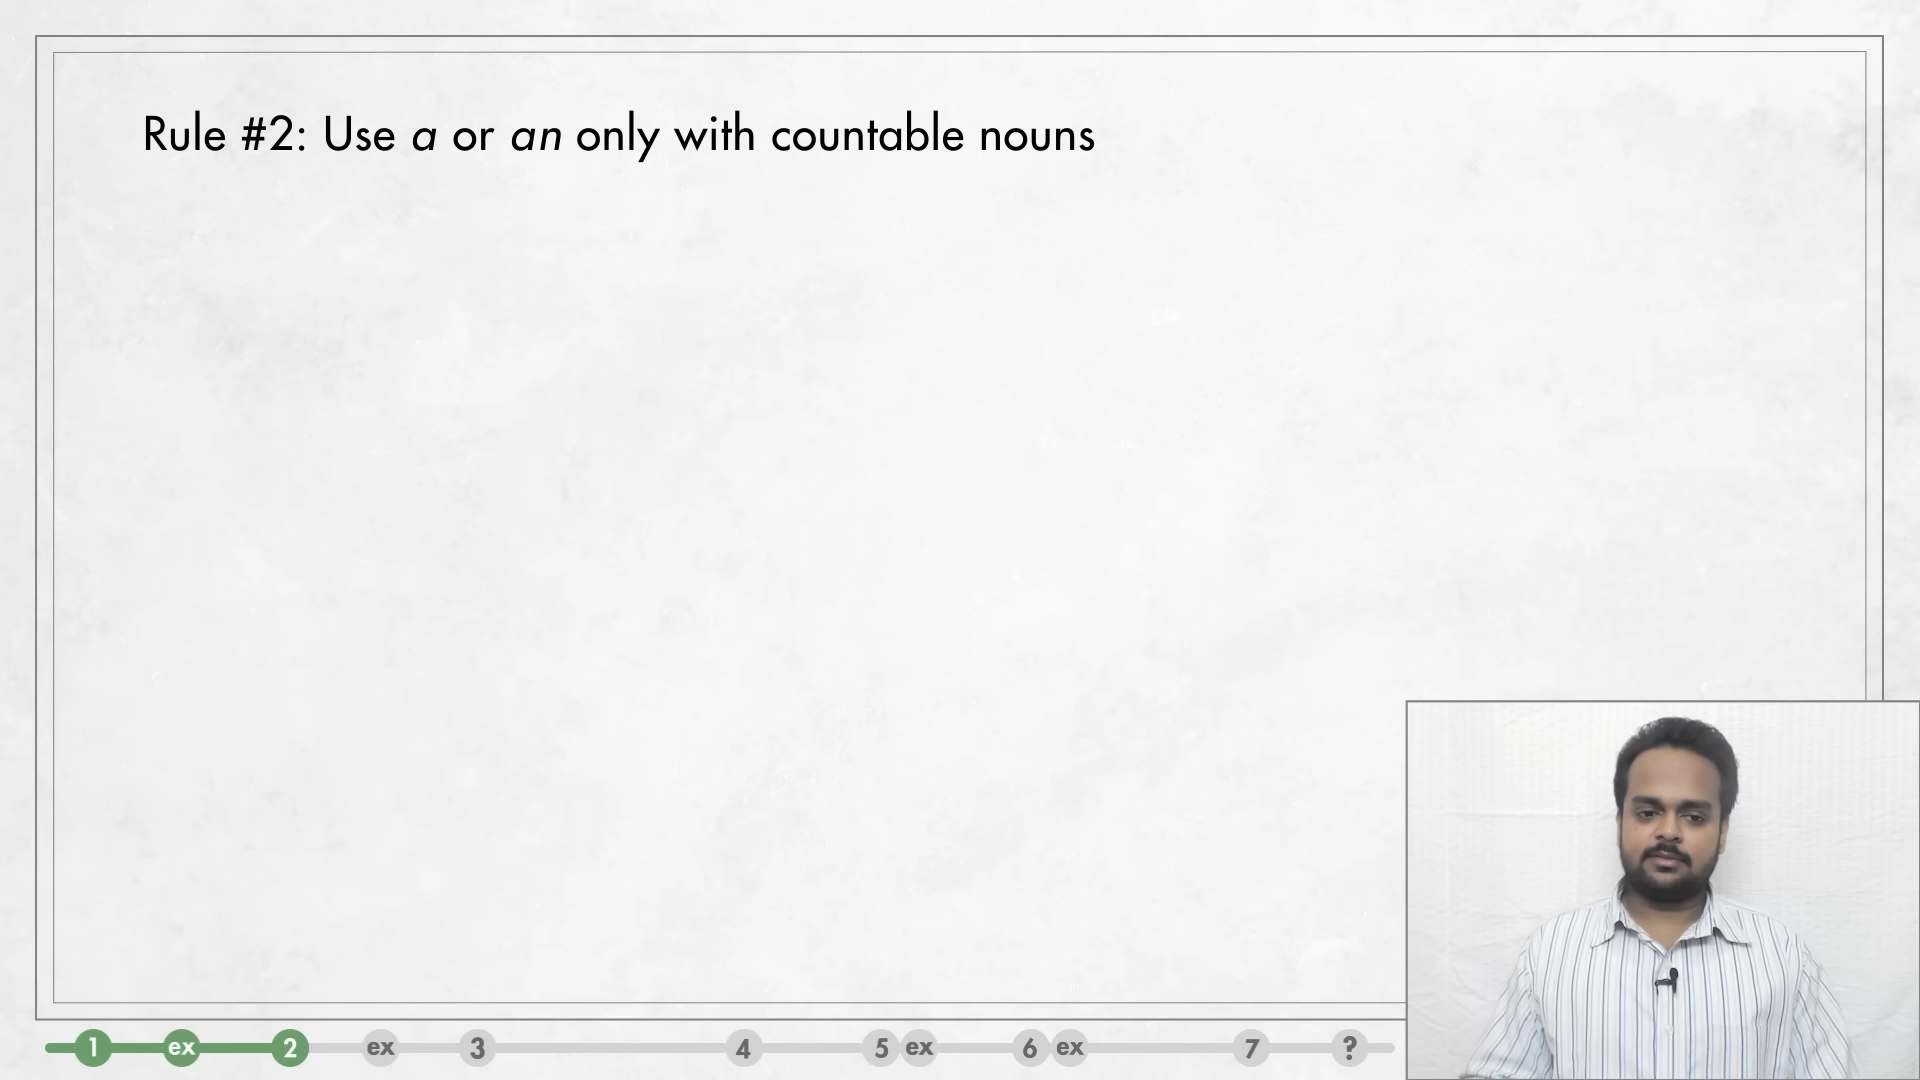 Rule #2: Use a or an only with countable nouns
1 ex 2 ex 3 4 5 ex 6 ex 7 ?